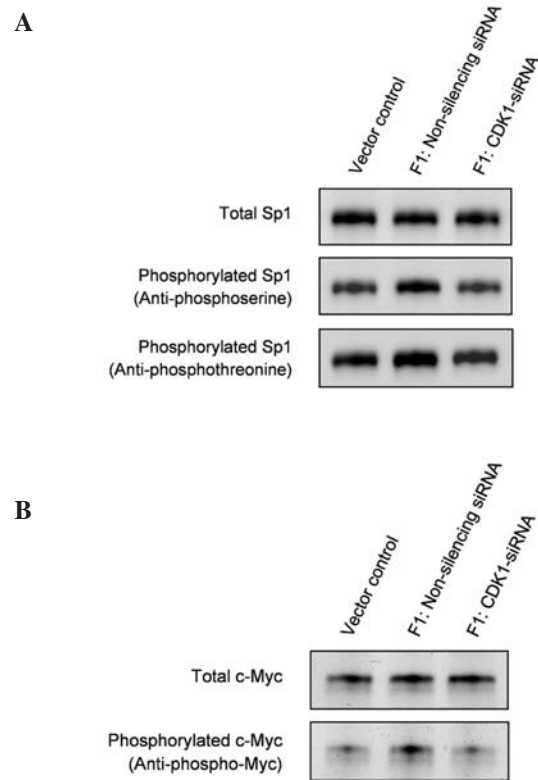 A
Vector control
F1: Non-silencing siRNA
F1: CDK1-siRNA
Total Sp1
Phosphorylated Sp1
(Anti-phosphoserine)
Phosphorylated Sp1
(Anti-phosphothreonine)
B
Vector control
F1: Non-silencing siRNA
F1: CDK1-siRNA
Total c-Myc
Phosphorylated c-Myc
(Anti-phospho-Myc)